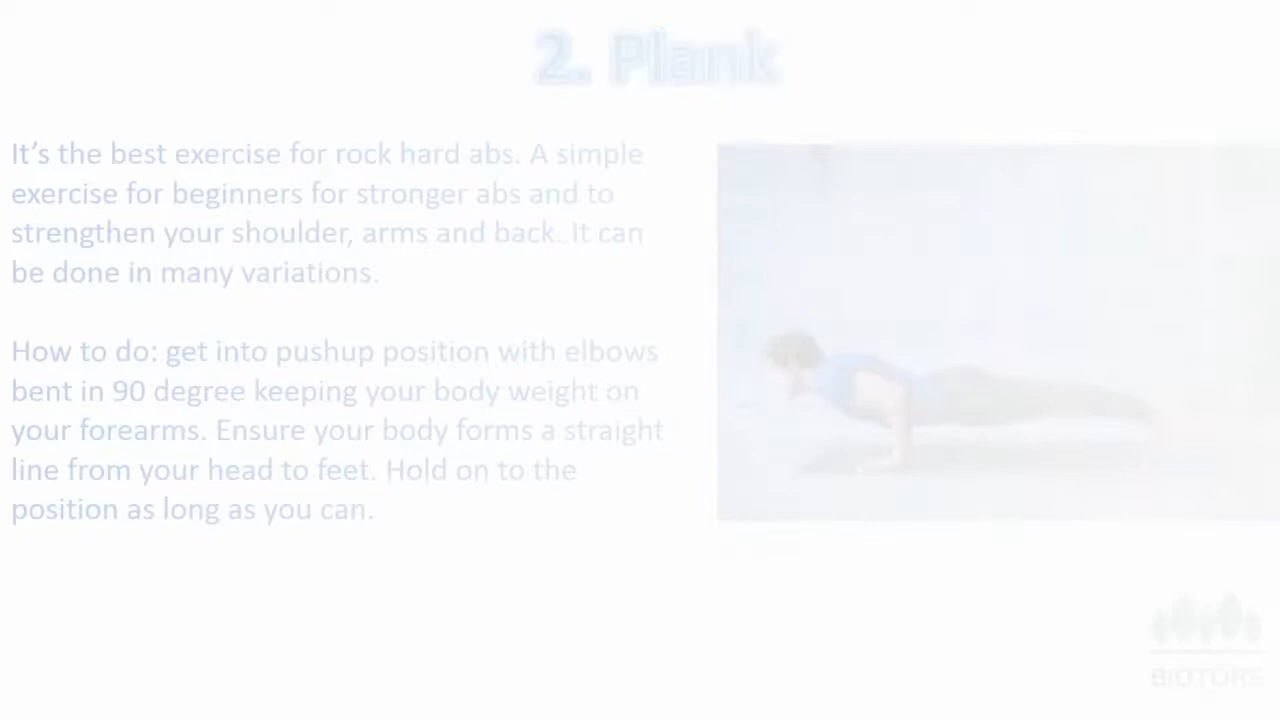 2. Plank
It's the best exercise for rock hard abs. A simple
exercise for beginners for stronger abs and to
strengthen your shoulder, arms and back. It can
be done in many variations.
How to do: get into pushup position with elbows
bent in 90 degree keeping your body weight on
your forearms. Ensure your body forms a straight
line from your head to feet. Hold on to the
position as long as you can.